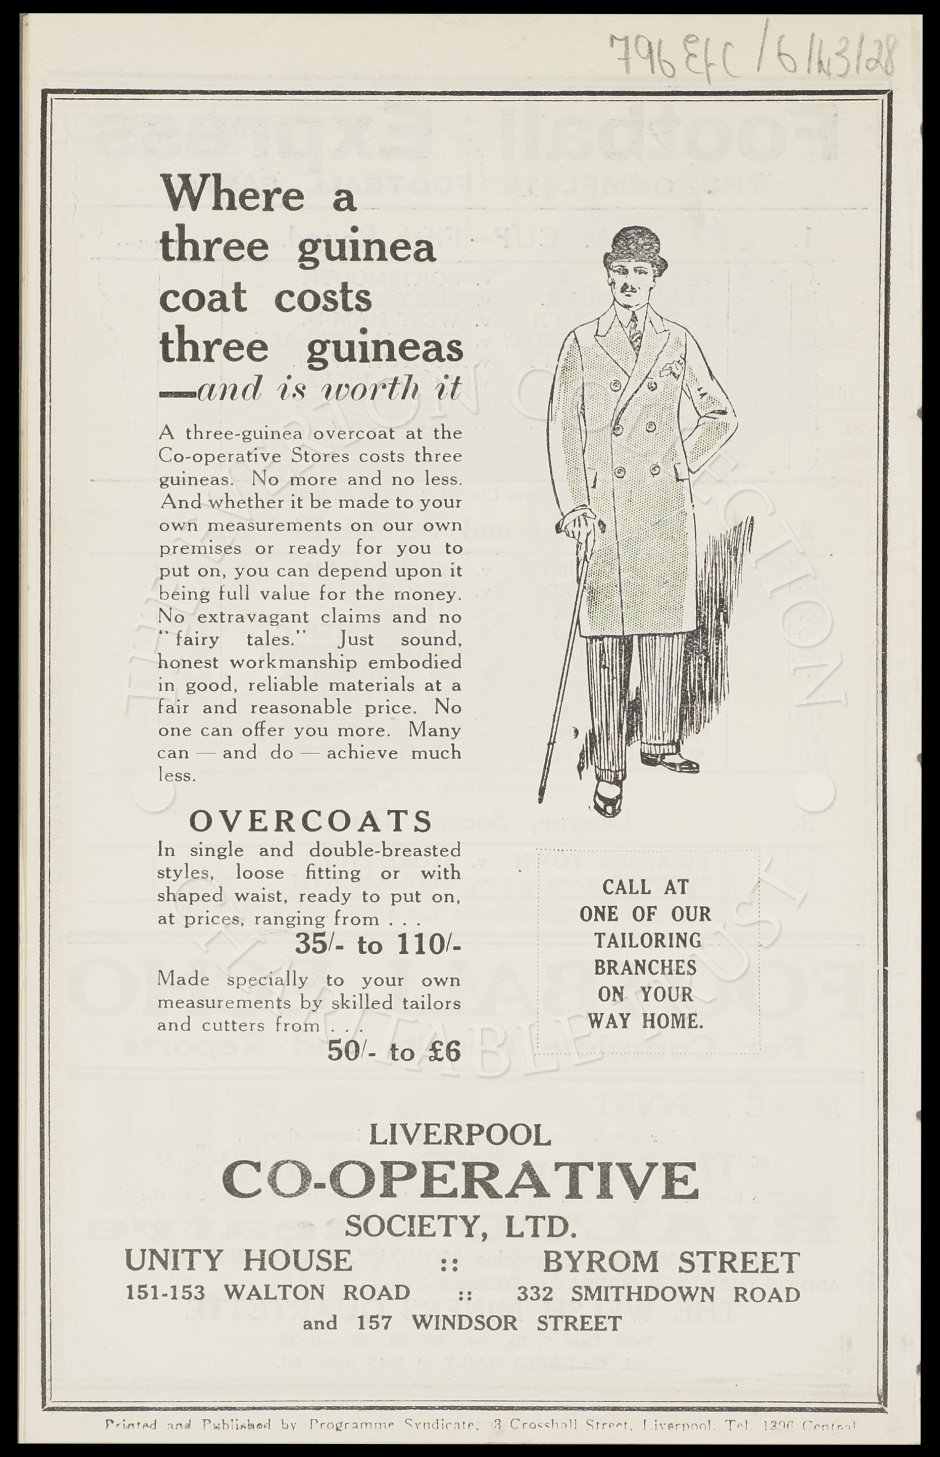 796 EFC / 6/43/28
Where a
three guinea
coat costs
three guineas
—and is worth it
A three-guinea overcoat at the
Co-operative Stores costs three
guineas. No more and no less.
And whether it be made to your
own measurements on our own
premises or ready for you to
put on, you can depend upon it
being full value for the money.
No extravagant claims and no
"fairy tales." Just sound,
honest workmanship embodied
in good, reliable materials at a
fair and reasonable price. No
one can offer you more. Many
can — and do — achieve much
less.
OVERCOATS
In single and double-breasted
styles, loose fitting or with
shaped waist, ready to put on,
at prices, ranging from . . .
35/- to 110/-
Made specially to your own
measurements by skilled tailors
and cutters from . . .
50/- to £6
CALL AT
ONE OF OUR
TAILORING
BRANCHES
ON YOUR
WAY HOME.
LIVERPOOL
CO-OPERATIVE
SOCIETY, LTD.
UNITY HOUSE :: BYROM STREET
151-153 WALTON ROAD :: 332 SMITHDOWN ROAD
and 157 WINDSOR STREET
Printed and Published by Programme Syndicate, 3 Crosshall Street, Liverpool. Tel. 1396 Central
THE EVERTON COLLECTION
CHARITABLE TRUST